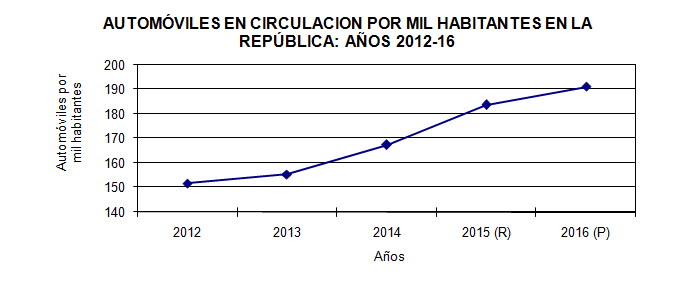 AUTOMÓVILES EN CIRCULACION POR MIL HABITANTES EN LA
REPÚBLICA: AÑOS 2012-16
Automóviles por
mil habitantes
200
190
180
170
160
150
140
2012 2013 2014 2015 (R) 2016 (P)
Años